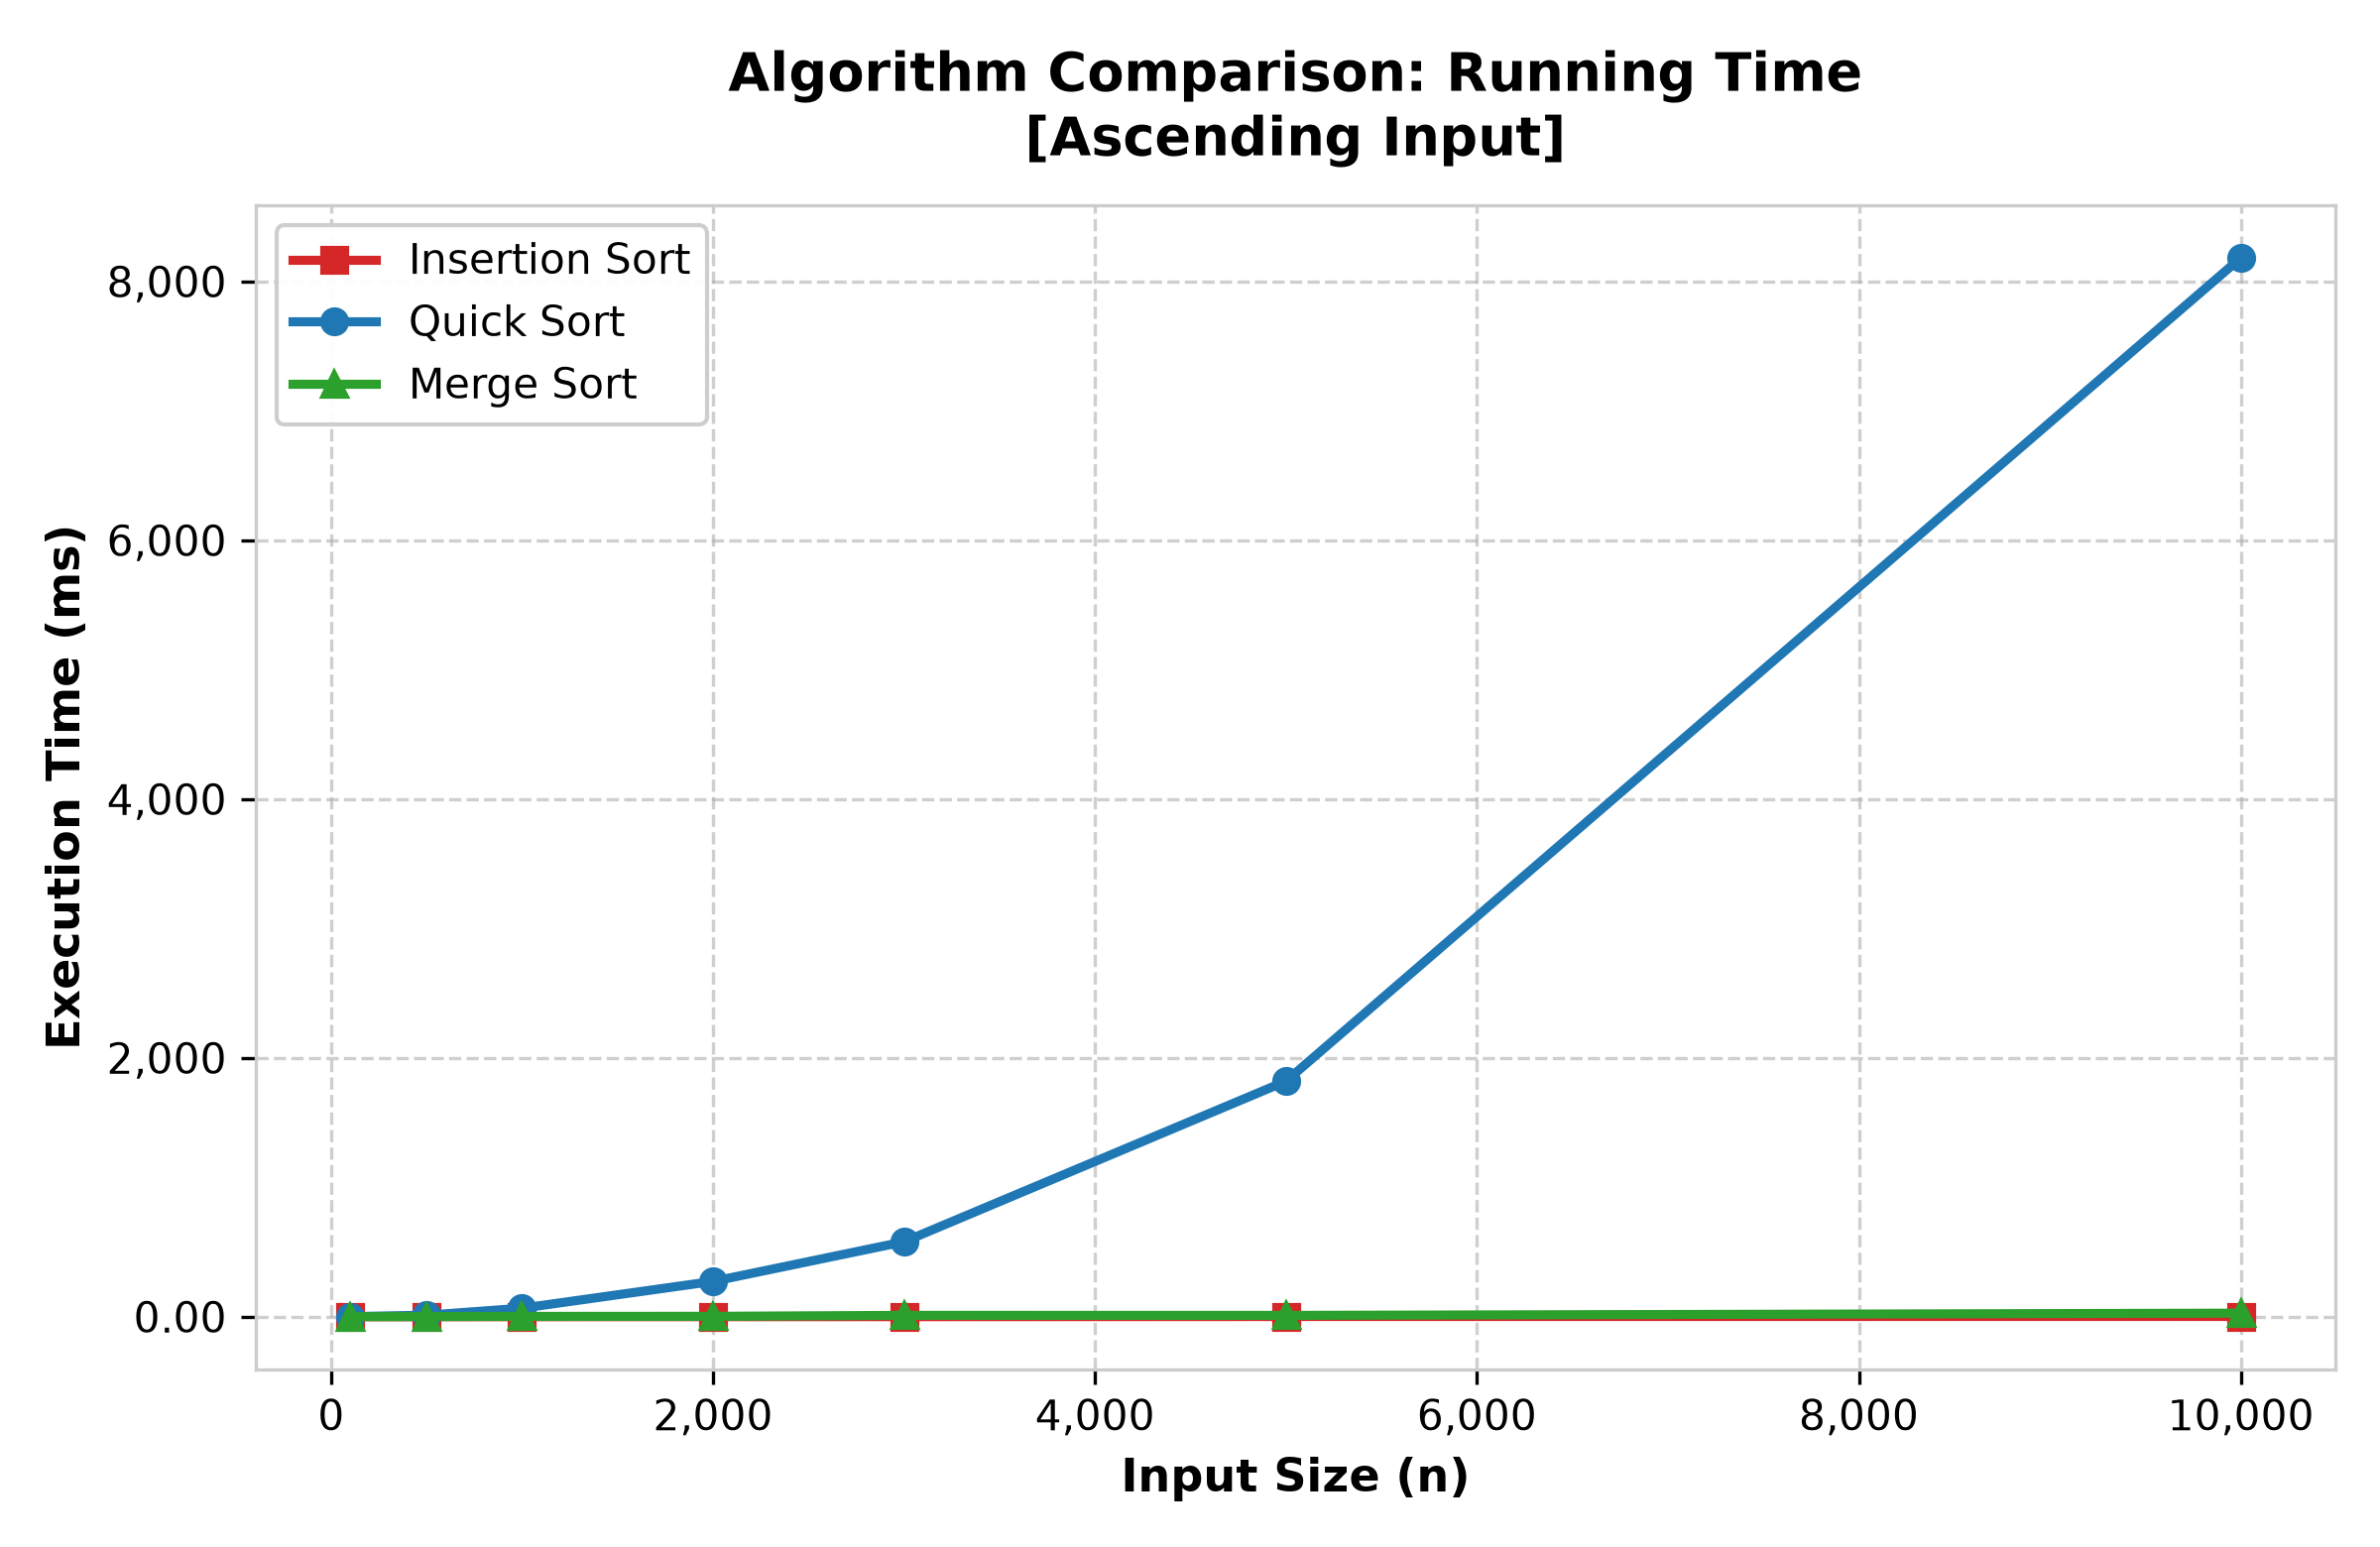 Algorithm Comparison: Running Time
[Ascending Input]
Insertion Sort
Quick Sort
Merge Sort
Execution Time (ms)
8,000
6,000
4,000
2,000
0.00
0
2,000
4,000
6,000
8,000
10,000
Input Size (n)